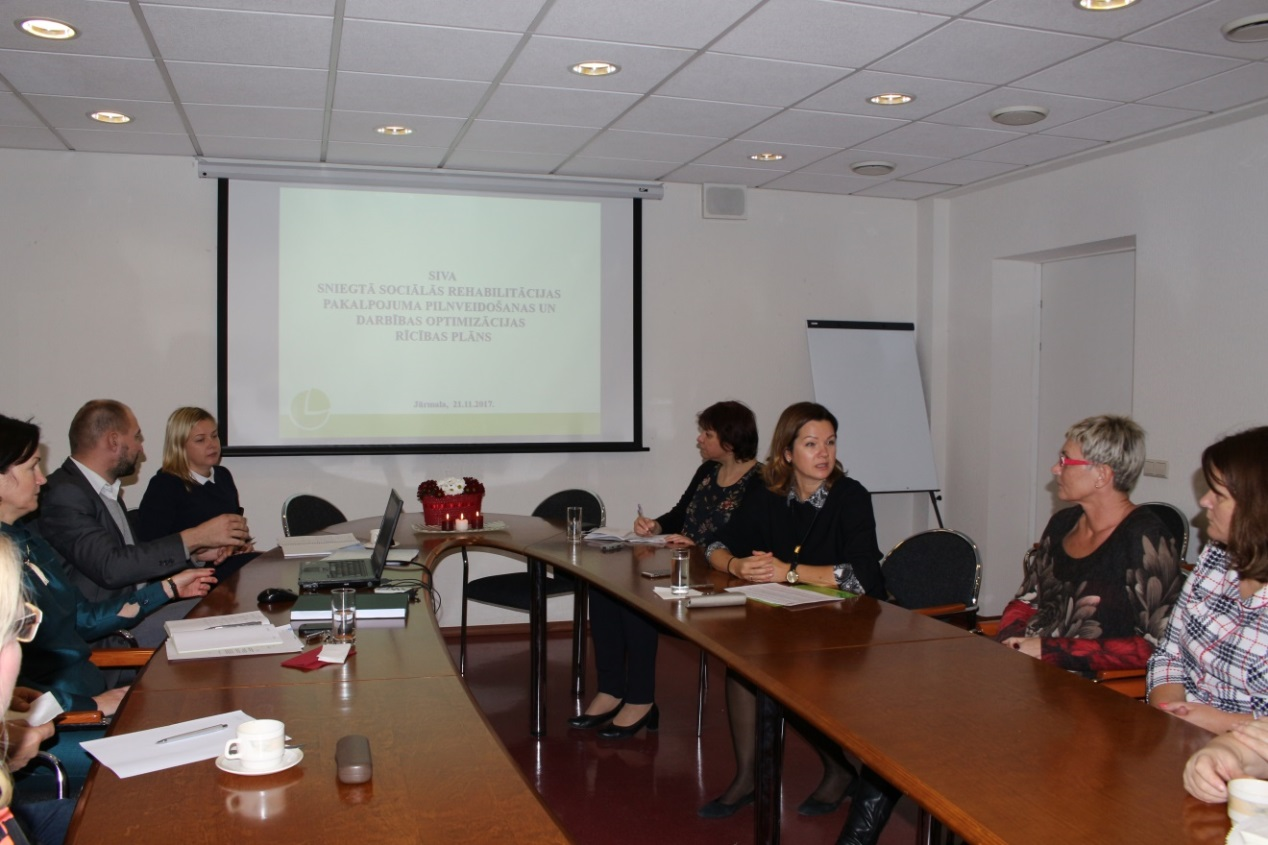 SIVA
SNIEGTĀ SOCIĀLĀS REHABILITĀCIJAS
PAKALPOJUMA PILNVEIDOŠANAS UN
DARBĪBAS OPTIMIZĀCIJAS
RĪCĪBAS PLĀNS
Jūrmala, 21.11.2017.